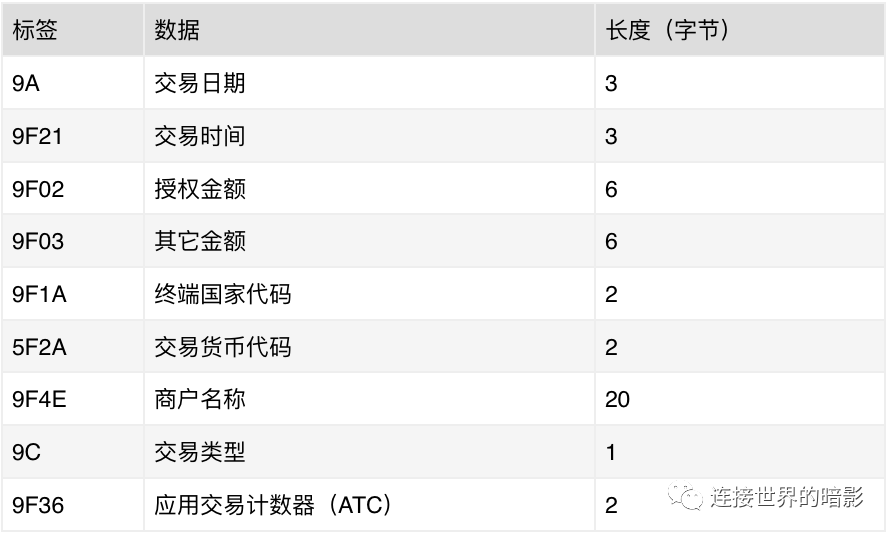 标签 数据 长度（字节）
9A 交易日期 3
9F21 交易时间 3
9F02 授权金额 6
9F03 其它金额 6
9F1A 终端国家代码 2
5F2A 交易货币代码 2
9F4E 商户名称 20
9C 交易类型 1
9F36 应用交易计数器（ATC） 2
连接世界的暗影